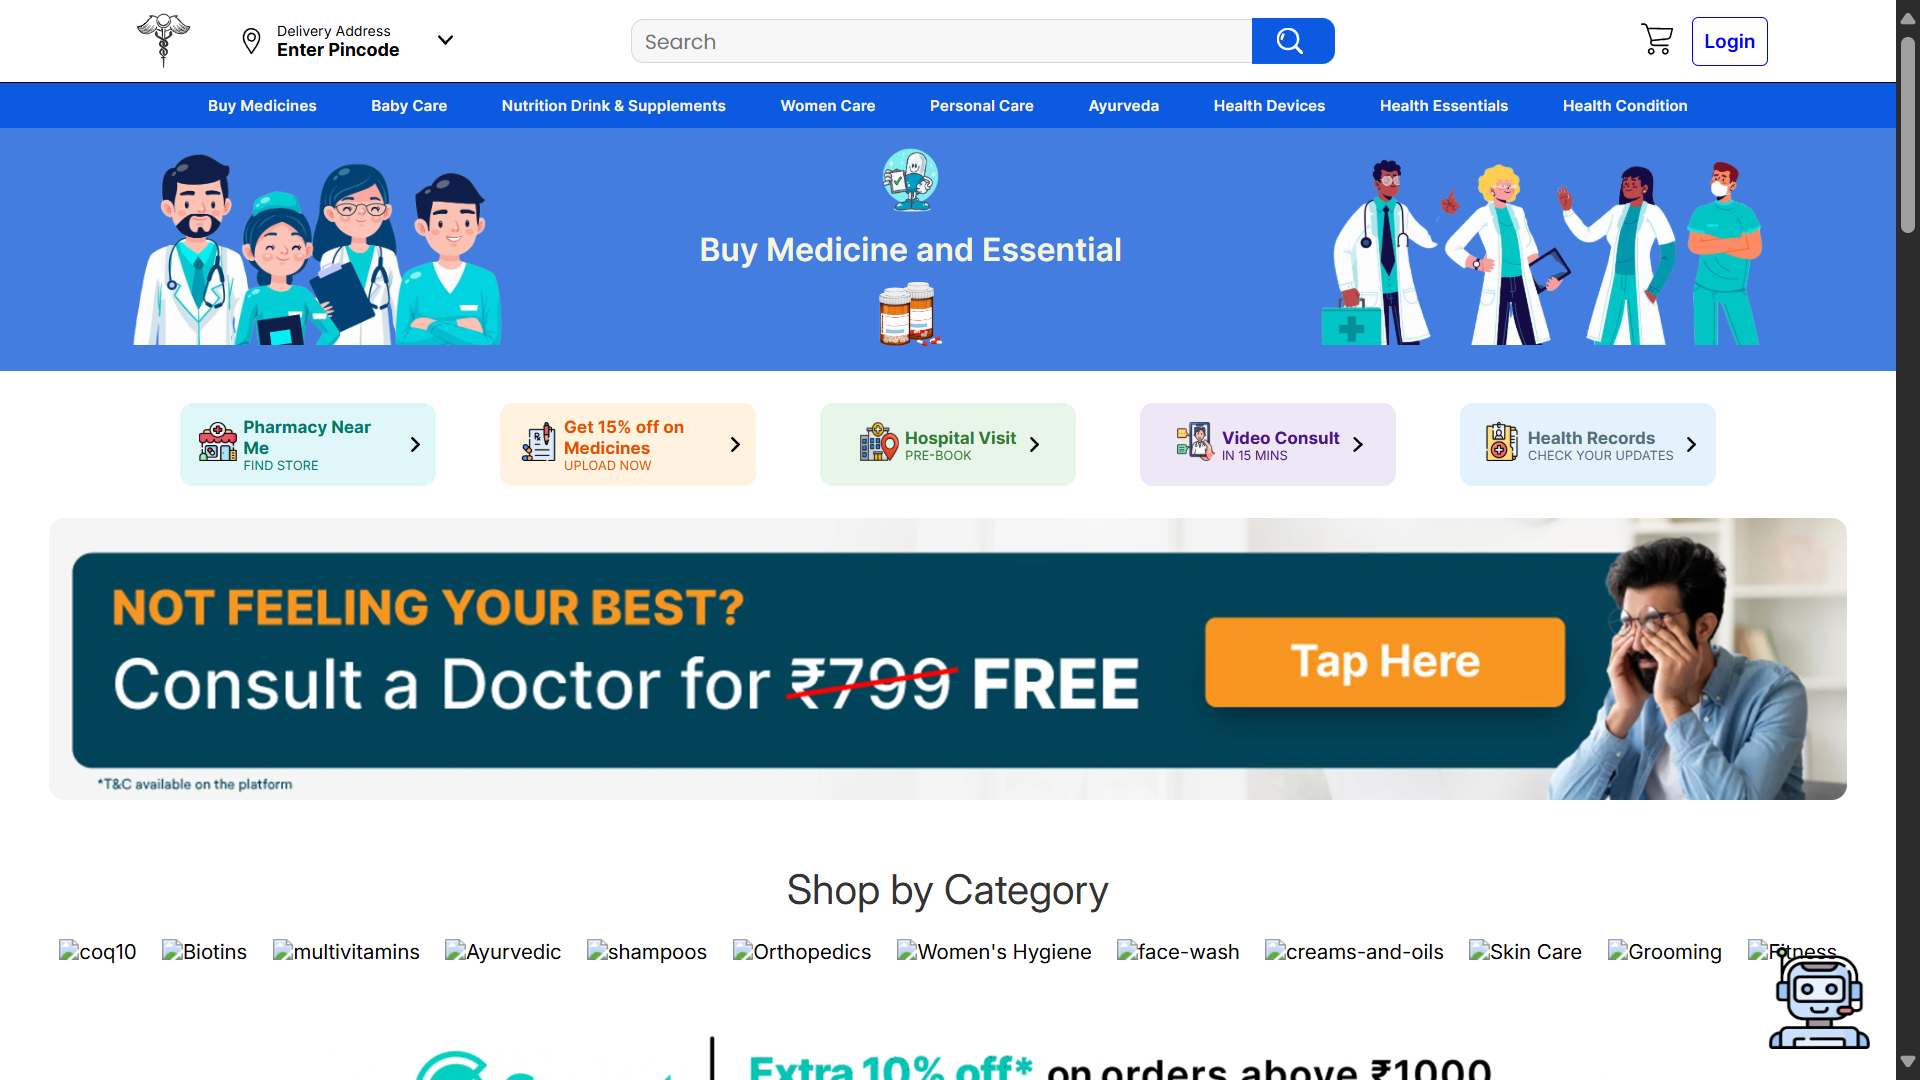 Delivery Address
Enter Pincode
Search
Login
Buy Medicines
Baby Care
Nutrition Drink & Supplements
Women Care
Personal Care
Ayurveda
Health Devices
Health Essentials
Health Condition
Buy Medicine and Essential
Pharmacy Near
Me
FIND STORE
Get 15% off on
Medicines
UPLOAD NOW
Hospital Visit
PRE-BOOK
Video Consult
IN 15 MINS
Health Records
CHECK YOUR UPDATES
NOT FEELING YOUR BEST?
Consult a Doctor for ₹799 FREE
Tap Here
*T&C available on the platform
Shop by Category
coq10
Biotins
multivitamins
Ayurvedic
shampoos
Orthopedics
Women's Hygiene
face-wash
creams-and-oils
Skin Care
Grooming
Fitness
Extra 10% off* on orders above ₹1000